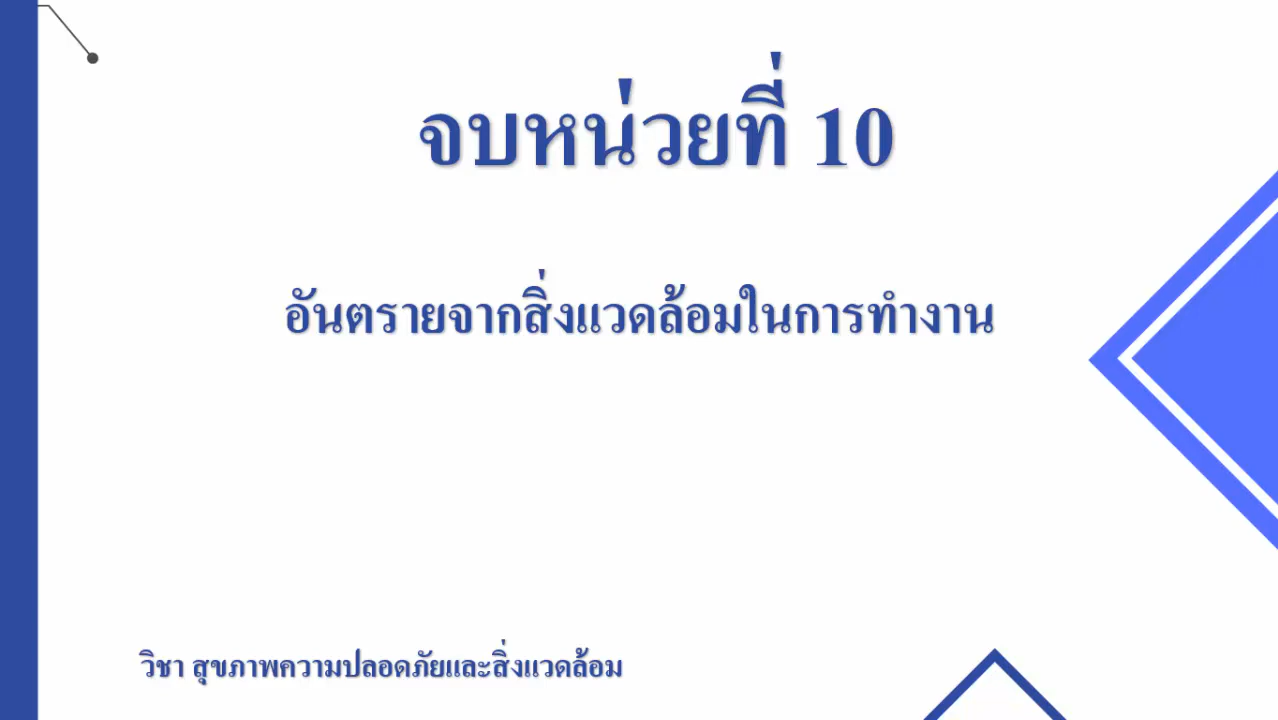 จบหน่วยที่ 10
อันตรายจากสิ่งแวดล้อมในการทำงาน
วิชา สุขภาพความปลอดภัยและสิ่งแวดล้อม